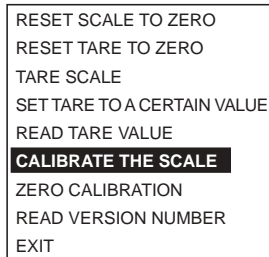 RESET SCALE TO ZERO
RESET TARE TO ZERO
TARE SCALE
SET TARE TO A CERTAIN VALUE
READ TARE VALUE
CALIBRATE THE SCALE
ZERO CALIBRATION
READ VERSION NUMBER
EXIT